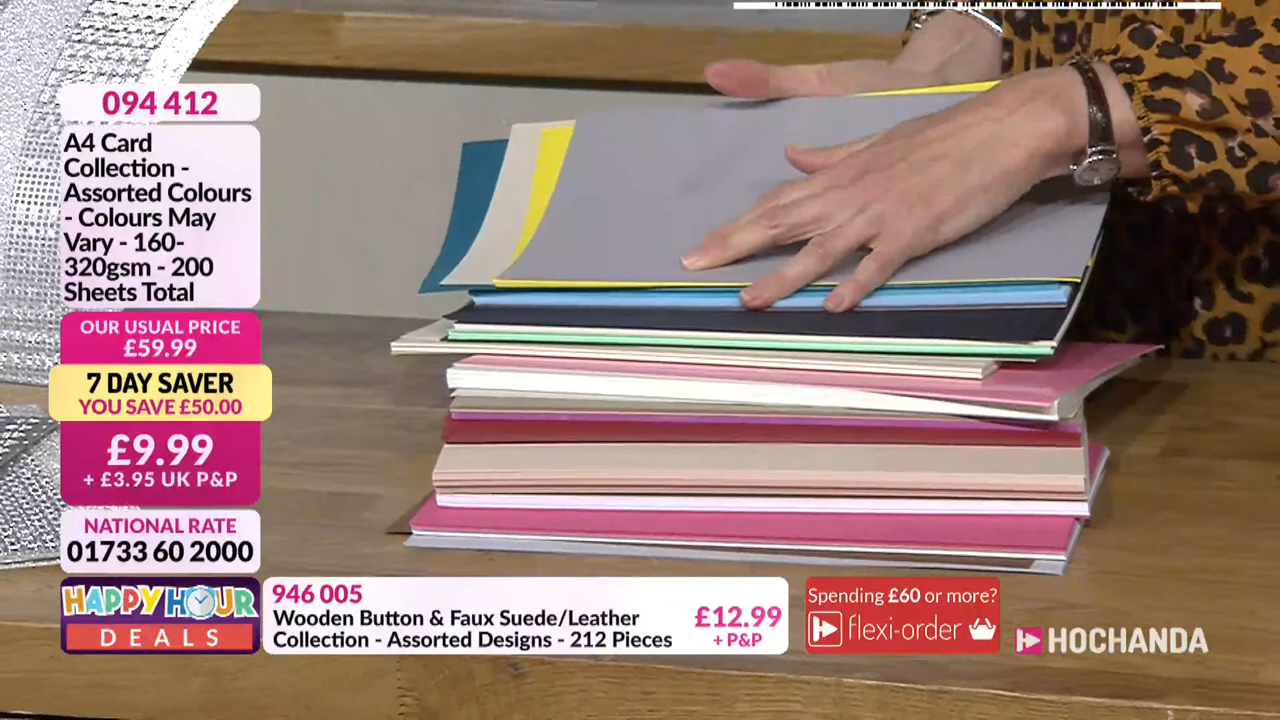 094 412
A4 Card
Collection -
Assorted Colours
- Colours May
Vary - 160-
320gsm - 200
Sheets Total
OUR USUAL PRICE
£59.99
7 DAY SAVER
YOU SAVE £50.00
£9.99
+ £3.95 UK P&P
NATIONAL RATE
01733 60 2000
HAPPY HOUR
DEALS
946 005
Wooden Button & Faux Suede/Leather
Collection - Assorted Designs - 212 Pieces
£12.99
+ P&P
Spending £60 or more?
flexi-order
HOCHANDA